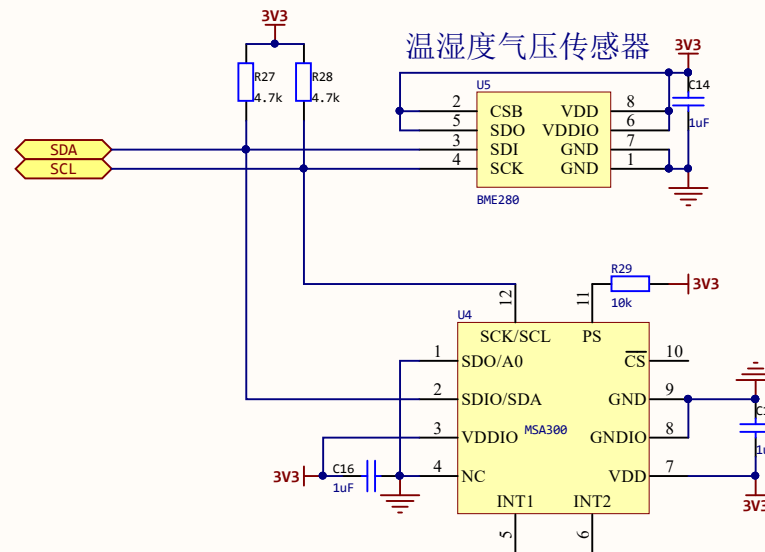 3V3
温湿度气压传感器
3V3
R27
4.7k
R28
4.7k
U5
C14
1uF
2 CSB VDD 8
5 SDO VDDIO 6
SDA
3 SDI GND 7
SCL
4 SCK GND 1
BME280
R29
10k
3V3
12
11
U4
SCK/SCL PS
1 SDO/A0 CS 10
2 SDIO/SDA GND 9
3 VDDIO MSA300 GNDIO 8
3V3
C16
1uF
4 NC VDD 7
INT1 INT2
5
6
3V3